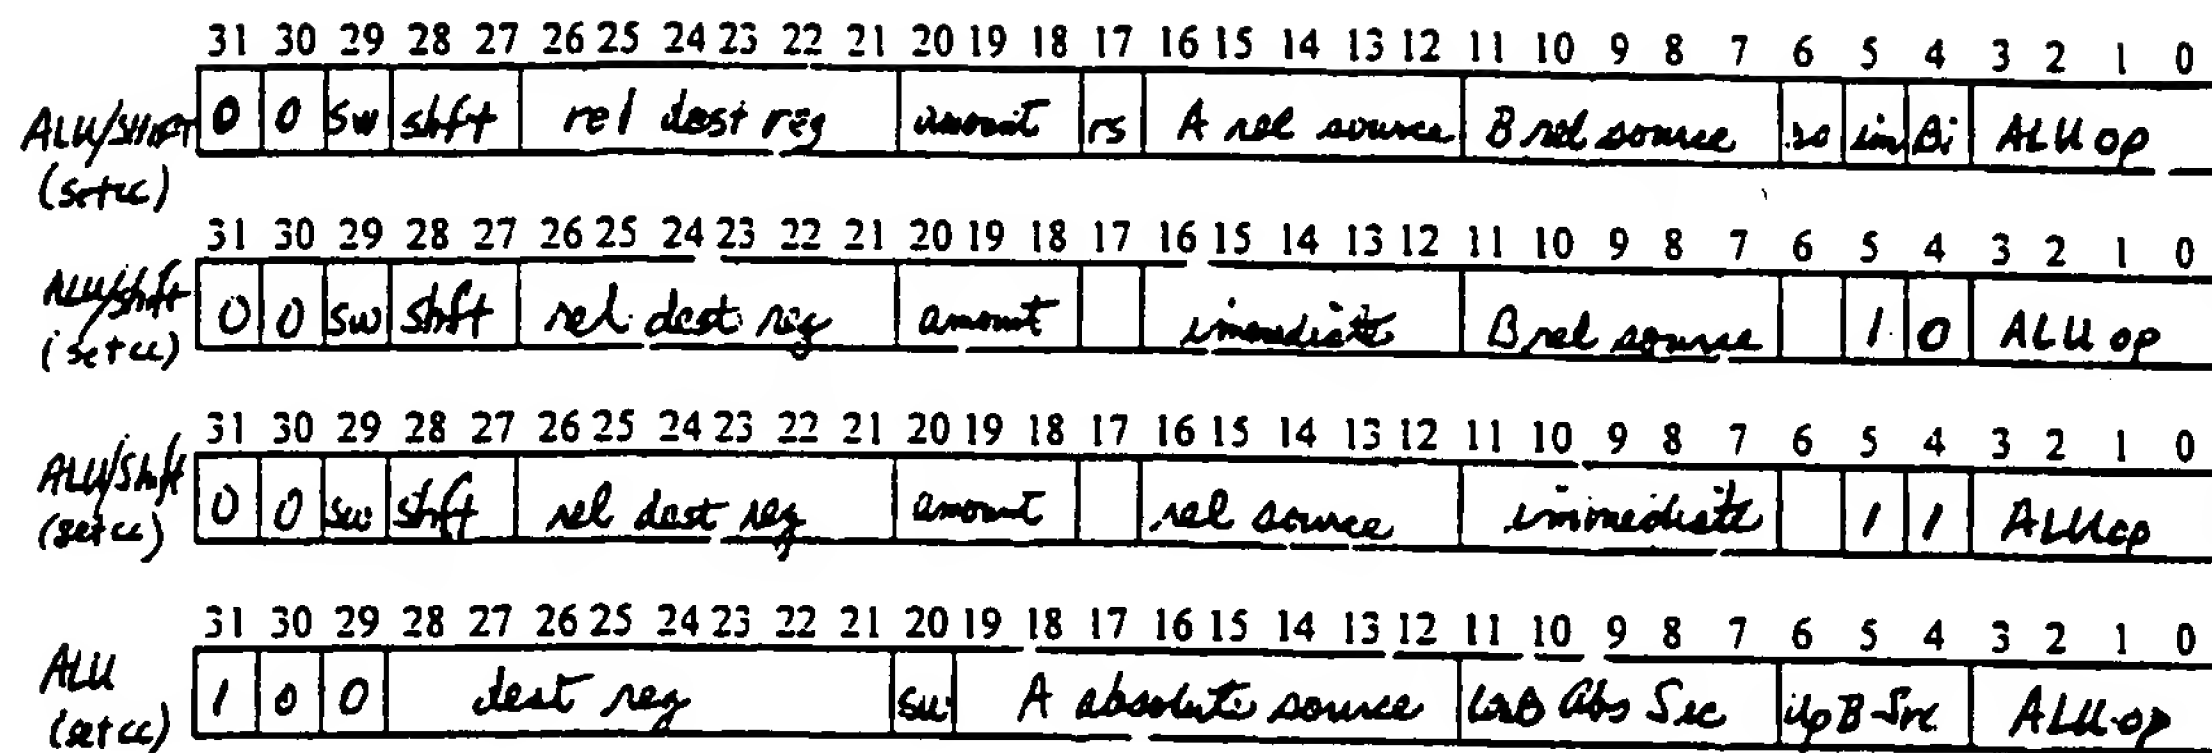 31 30 29 28 27 26 25 24 23 22 21 20 19 18 17 16 15 14 13 12 11 10 9 8 7 6 5 4 3 2 1 0
ALU/SHIFT 0 0 sw shft rel dest reg amount rs A rel source B rel source im Bi ALU op
(setcc)
31 30 29 28 27 26 25 24 23 22 21 20 19 18 17 16 15 14 13 12 11 10 9 8 7 6 5 4 3 2 1 0
ALU/Shft 0 0 sw shft rel dest reg amount immediate B rel source 1 0 ALU op
(setcc)
31 30 29 28 27 26 25 24 23 22 21 20 19 18 17 16 15 14 13 12 11 10 9 8 7 6 5 4 3 2 1 0
ALU/Shft 0 0 sw shft rel dest reg amount rel source immediate 1 1 ALU op
(setcc)
31 30 29 28 27 26 25 24 23 22 21 20 19 18 17 16 15 14 13 12 11 10 9 8 7 6 5 4 3 2 1 0
ALU 1 0 0 dest reg sw A absolute source Abs Src Up B Src ALU-op
(setcc)